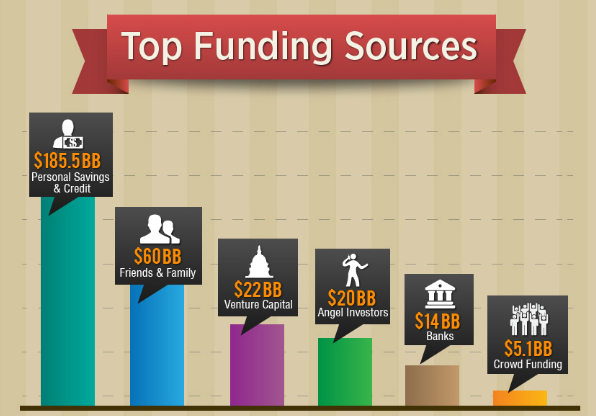 Top Funding Sources
$185.5BB
Personal Savings
& Credit
$60BB
Friends & Family
$22BB
Venture Capital
$20BB
Angel Investors
$14BB
Banks
$5.1BB
Crowd Funding